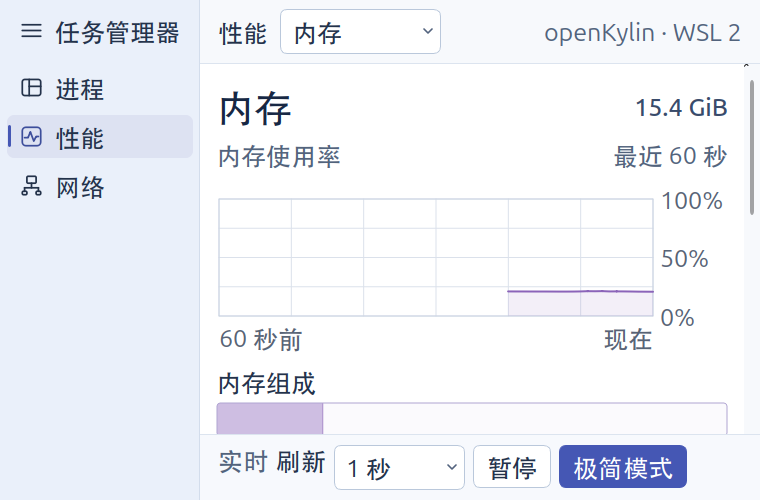 任务管理器
进程
性能
网络
性能 内存 openKylin · WSL 2
内存 15.4 GiB
内存使用率 最近 60 秒
100%
50%
0%
60 秒前 现在
内存组成
实时 刷新 1 秒 暂停 极简模式